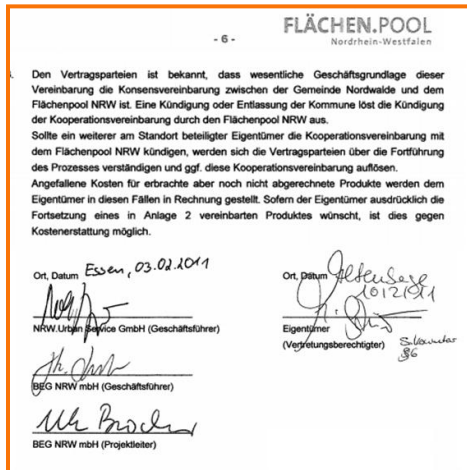 FLÄCHEN.POOL
Nordrhein-Westfalen
- 6 -
Den Vertragsparteien ist bekannt, dass wesentliche Geschäftsgrundlage dieser
Vereinbarung die Konsensvereinbarung zwischen der Gemeinde Nordwalde und dem
Flächenpool NRW ist. Eine Kündigung oder Entlassung der Kommune löst die Kündigung
der Kooperationsvereinbarung durch den Flächenpool NRW aus.
Sollte ein weiterer am Standort beteiligter Eigentümer die Kooperationsvereinbarung mit
dem Flächenpool NRW kündigen, werden sich die Vertragsparteien über die Fortführung
des Prozesses verständigen und ggf. diese Kooperationsvereinbarung auflösen.
Angefallene Kosten für erbrachte aber noch nicht abgerechnete Produkte werden dem
Eigentümer in diesen Fällen in Rechnung gestellt. Sofern der Eigentümer ausdrücklich die
Fortsetzung eines in Anlage 2 vereinbarten Produktes wünscht, ist dies gegen
Kostenerstattung möglich.
Ort, Datum Essen, 03.02.2011
NRW.Urban Service GmbH (Geschäftsführer)
BEG NRW mbH (Geschäftsführer)
BEG NRW mbH (Projektleiter)
Ort, Datum
Eigentümer
(Vertretungsberechtigter)